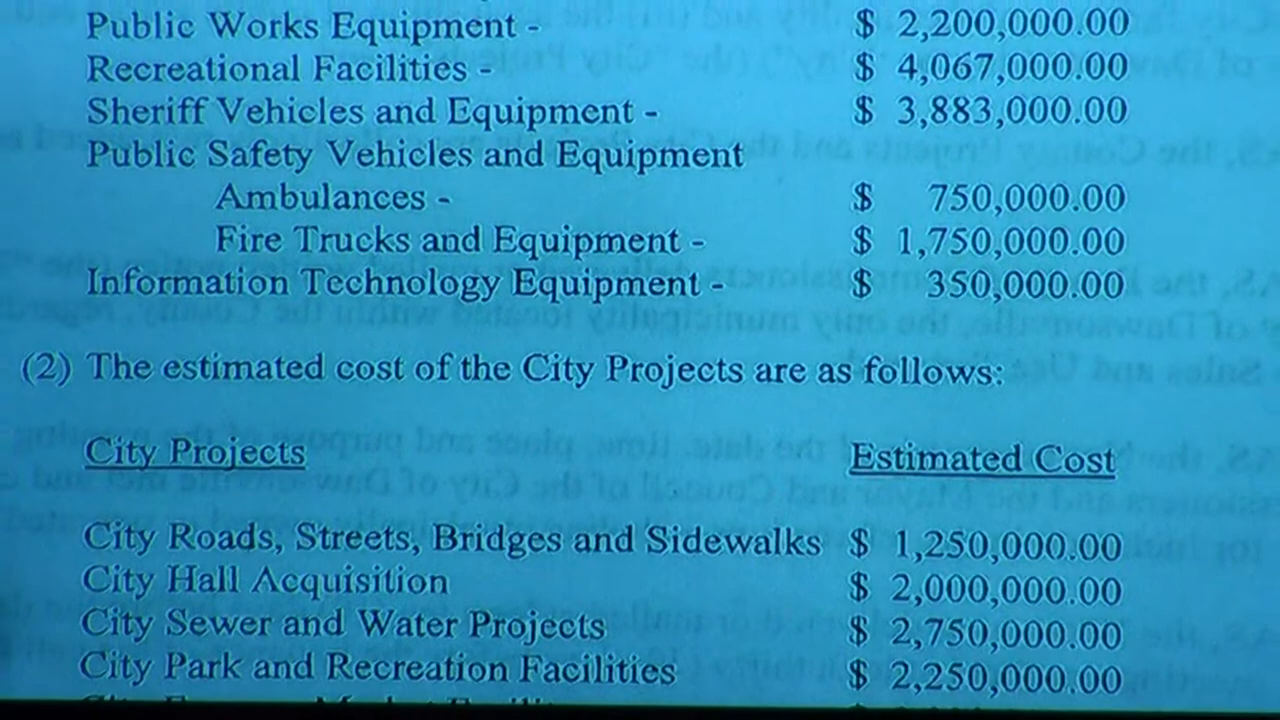 Public Works Equipment - $ 2,200,000.00
Recreational Facilities - $ 4,067,000.00
Sheriff Vehicles and Equipment - $ 3,883,000.00
Public Safety Vehicles and Equipment
Ambulances - $ 750,000.00
Fire Trucks and Equipment - $ 1,750,000.00
Information Technology Equipment - $ 350,000.00
(2) The estimated cost of the City Projects are as follows:
City Projects Estimated Cost
City Roads, Streets, Bridges and Sidewalks $ 1,250,000.00
City Hall Acquisition $ 2,000,000.00
City Sewer and Water Projects $ 2,750,000.00
City Park and Recreation Facilities $ 2,250,000.00